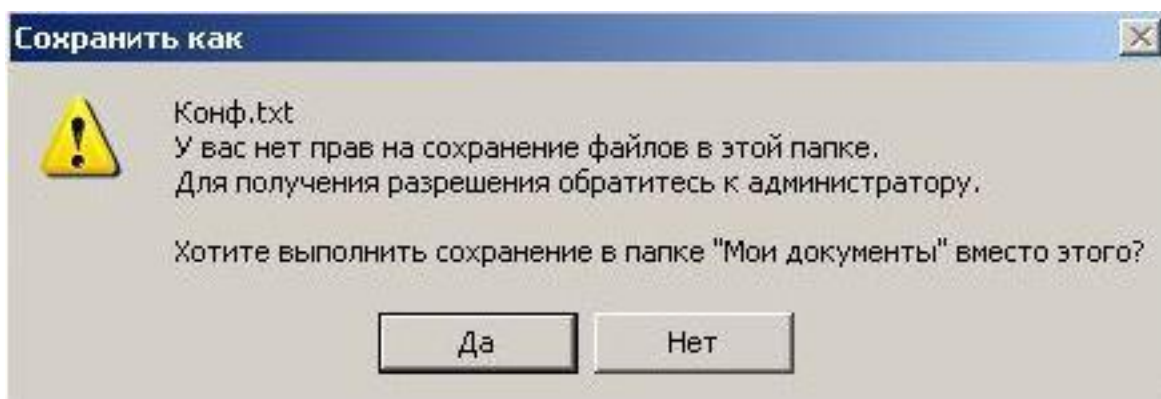 Сохранить как
Конф.txt
У вас нет прав на сохранение файлов в этой папке.
Для получения разрешения обратитесь к администратору.
Хотите выполнить сохранение в папке "Мои документы" вместо этого?
Да
Нет